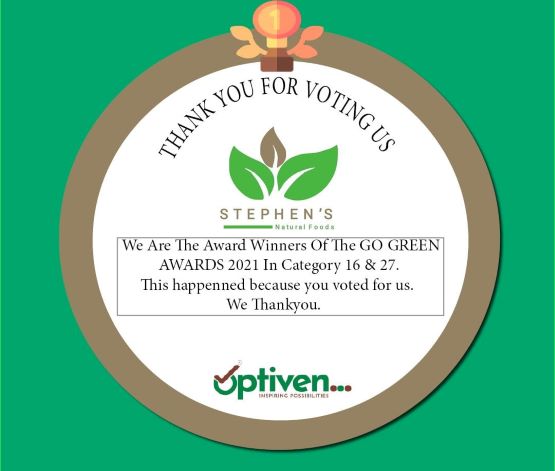 1
THANK YOU FOR VOTING US
STEPHEN'S
Natural Foods
We Are The Award Winners Of The GO GREEN
AWARDS 2021 In Category 16 & 27.
This happenned because you voted for us.
We Thankyou.
Optiven...
INSPIRING POSSIBILITIES